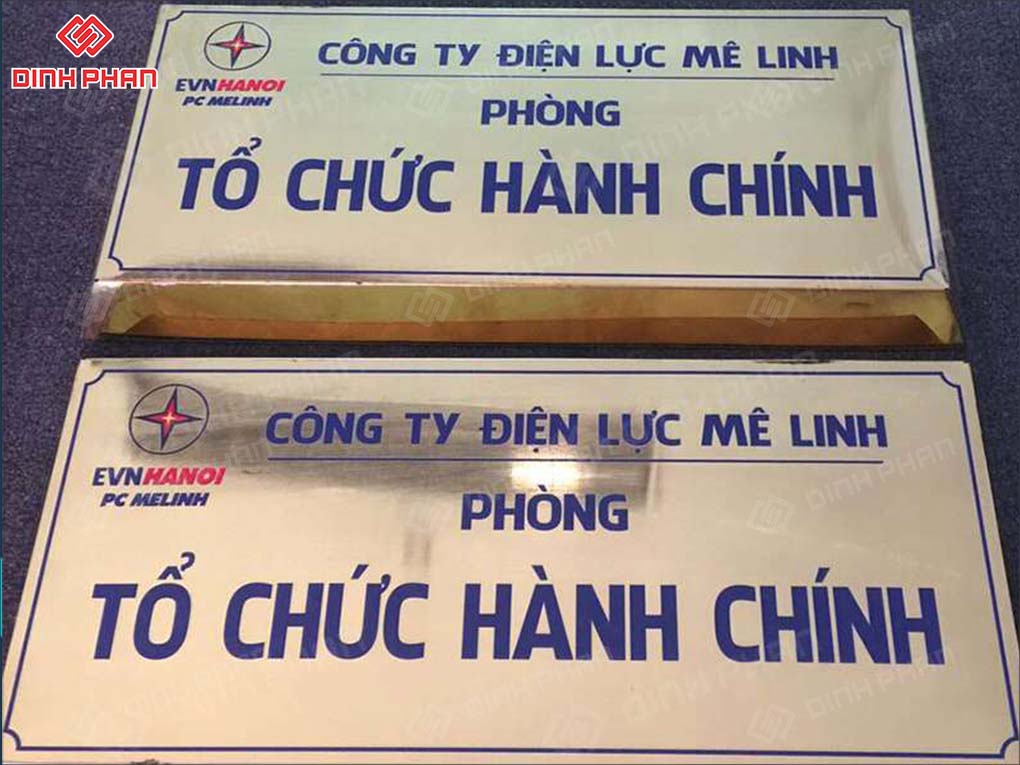 DINH PHAN
CÔNG TY ĐIỆN LỰC MÊ LINH
EVNHANOI
PC MELINH
PHÒNG
TỔ CHỨC HÀNH CHÍNH
CÔNG TY ĐIỆN LỰC MÊ LINH
EVNHANOI
PC MELINH
PHÒNG
TỔ CHỨC HÀNH CHÍNH